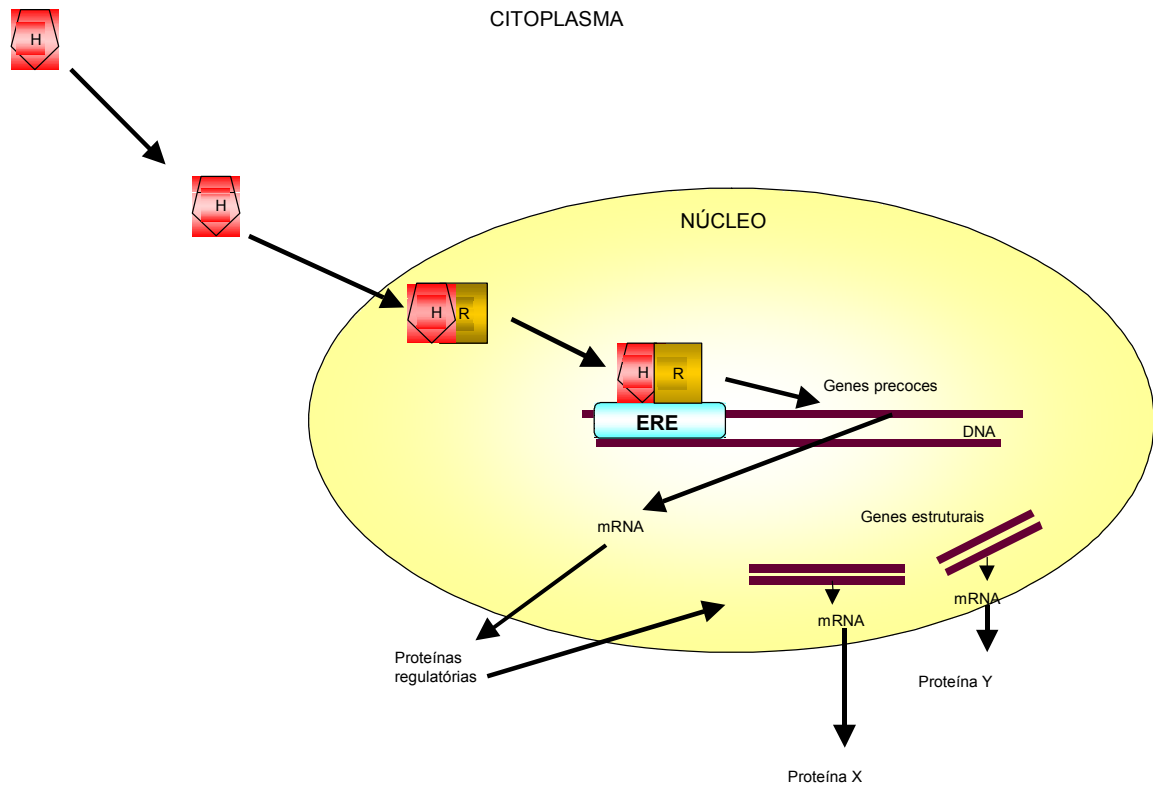 CITOPLASMA
H
H
NÚCLEO
H R
H R
Genes precoces
ERE
DNA
mRNA
Genes estruturais
mRNA
mRNA
Proteínas
regulatórias
Proteína Y
Proteína X